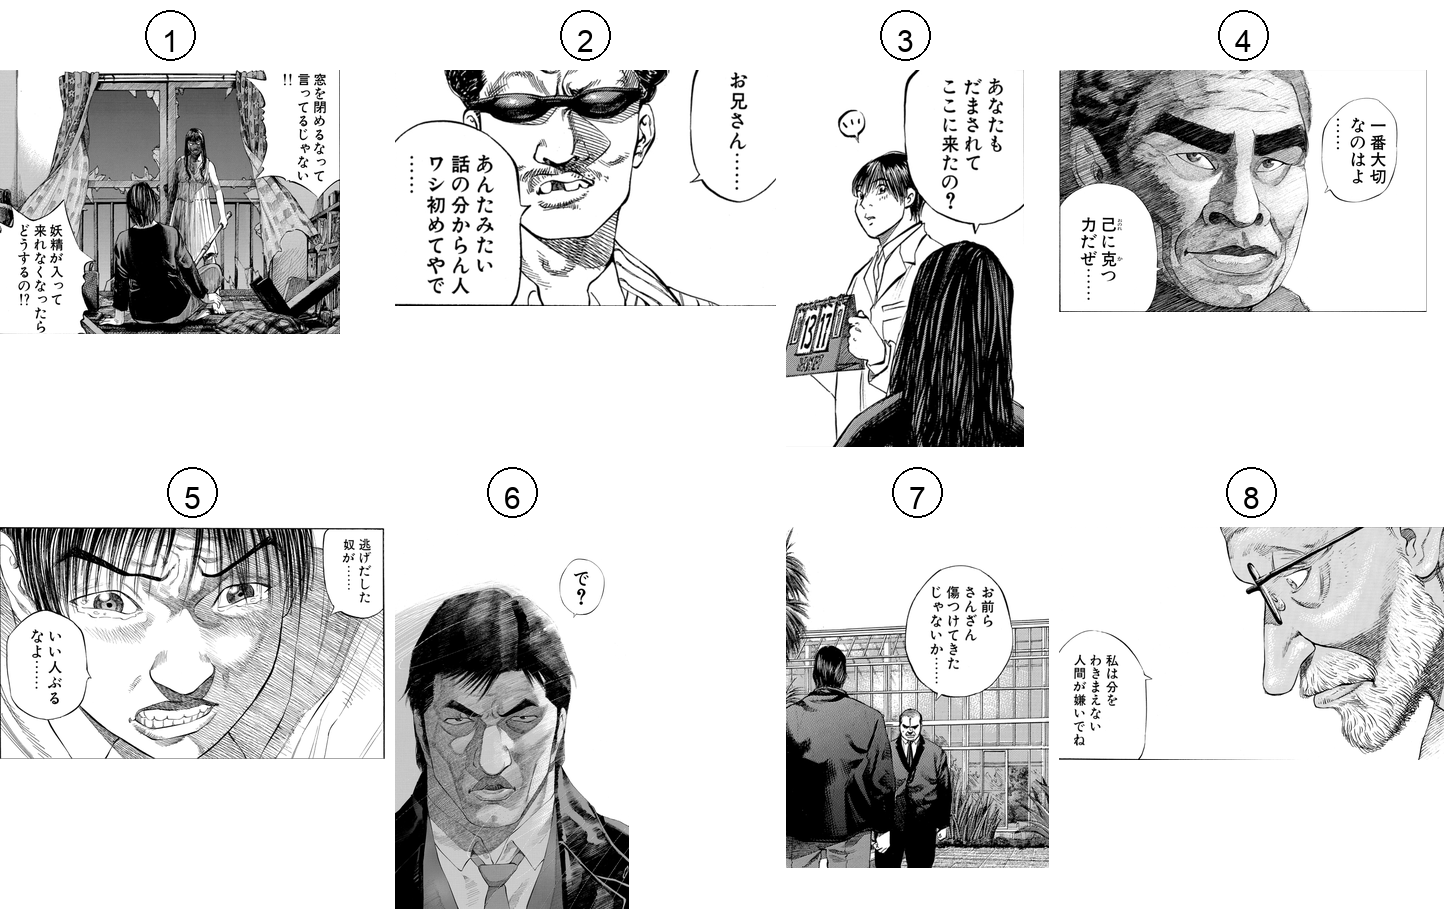 1
窓を閉めるなって
言ってるじゃない
!!
妖精が入って
来れなくなったら
どうするの!?
2
お兄さん……
あんたみたい
話の分からん人
ワシ初めてやで
……
3
あなたも
だまされて
ここに来たの?
13 17
4
一番大切
なのはよ
……
己に克つ
おのれ
か
力だぜ……
5
逃げだした
奴が……
いい人ぶる
なよ……
6
で?
7
お前ら
さんざん
傷つけてきた
じゃないか……
8
私は分を
わきまえない
人間が嫌いでね